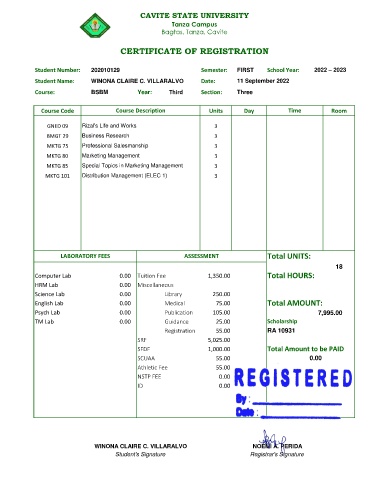 CAVITE STATE UNIVERSITY
Tanza Campus
Bagtas, Tanza, Cavite
CERTIFICATE OF REGISTRATION
Student Number: 202010129 Semester: FIRST School Year: 2022 – 2023
Student Name: WINONA CLAIRE C. VILLARALVO Date: 11 September 2022
Course: BSBM Year: Third Section: Three
Course Code Course Description Units Day Time Room
GNED 09 Rizal's Life and Works 3
BMGT 29 Business Research 3
MKTG 75 Professional Salesmanship 3
MKTG 80 Marketing Management 3
MKTG 85 Special Topics in Marketing Management 3
MKTG 101 Distribution Management (ELEC 1) 3
LABORATORY FEES ASSESSMENT Total UNITS:
18
Computer Lab 0.00 Tuition Fee 1,350.00 Total HOURS:
HRM Lab 0.00 Miscellaneous
Science Lab 0.00 Library 250.00
English Lab 0.00 Medical 75.00 Total AMOUNT:
Psych Lab 0.00 Publication 105.00 7,995.00
TM Lab 0.00 Guidance 25.00 Scholarship
Registration 55.00 RA 10931
SRF 5,025.00
SFDF 1,000.00 Total Amount to be PAID
SCUAA 55.00 0.00
Athletic Fee 55.00
NSTP FEE 0.00
ID 0.00
REGISTERED
By :
Date :
WINONA CLAIRE C. VILLARALVO NOEMI A. PERIDA
Student's Signature Registrar's Signature